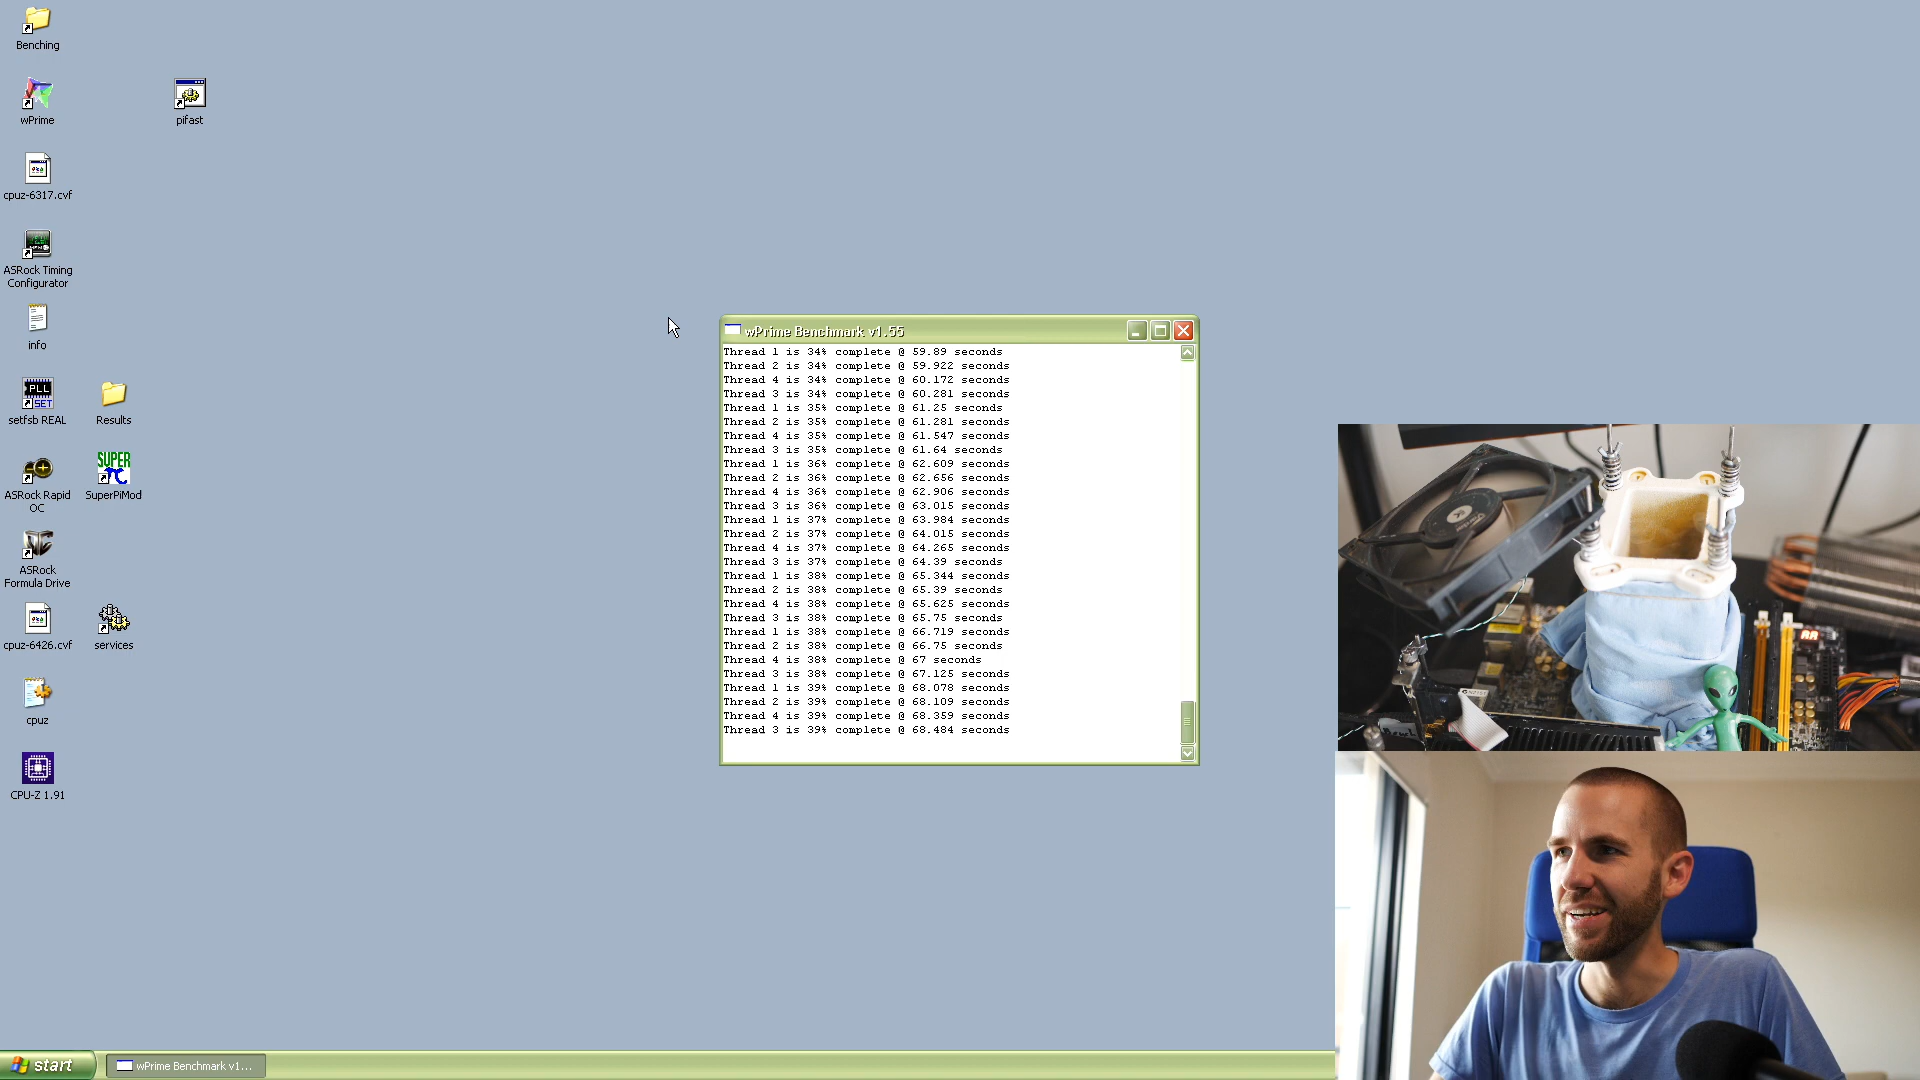 Benching
wPrime
pifast
cpuz-6317.cvf
ASRock Timing
Configurator
info
PLL
SET
setfsb REAL
Results
ASRock Rapid
OC
SUPER
SuperPiMod
ASRock
Formula Drive
cpuz-6426.cvf
services
cpuz
CPU-Z 1.91
wPrime Benchmark v1.55
Thread 1 is 34% complete @ 59.89 seconds
Thread 2 is 34% complete @ 59.922 seconds
Thread 4 is 34% complete @ 60.172 seconds
Thread 3 is 34% complete @ 60.281 seconds
Thread 1 is 35% complete @ 61.25 seconds
Thread 2 is 35% complete @ 61.281 seconds
Thread 4 is 35% complete @ 61.547 seconds
Thread 3 is 35% complete @ 61.64 seconds
Thread 1 is 36% complete @ 62.609 seconds
Thread 2 is 36% complete @ 62.656 seconds
Thread 4 is 36% complete @ 62.906 seconds
Thread 3 is 36% complete @ 63.015 seconds
Thread 1 is 37% complete @ 63.984 seconds
Thread 2 is 37% complete @ 64.015 seconds
Thread 4 is 37% complete @ 64.265 seconds
Thread 3 is 37% complete @ 64.39 seconds
Thread 1 is 38% complete @ 65.344 seconds
Thread 2 is 38% complete @ 65.39 seconds
Thread 4 is 38% complete @ 65.625 seconds
Thread 3 is 38% complete @ 65.75 seconds
Thread 1 is 38% complete @ 66.719 seconds
Thread 2 is 38% complete @ 66.75 seconds
Thread 4 is 38% complete @ 67 seconds
Thread 3 is 38% complete @ 67.125 seconds
Thread 1 is 39% complete @ 68.078 seconds
Thread 2 is 39% complete @ 68.109 seconds
Thread 4 is 39% complete @ 68.359 seconds
Thread 3 is 39% complete @ 68.484 seconds
start
wPrime Benchmark v1...